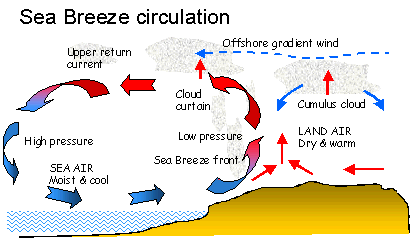 Sea Breeze circulation
Offshore gradient wind
Upper return
current
Cloud
curtain
Cumulus cloud
High pressure
Low pressure
LAND AIR
Dry & warm
Sea Breeze front
SEA AIR
Moist & cool